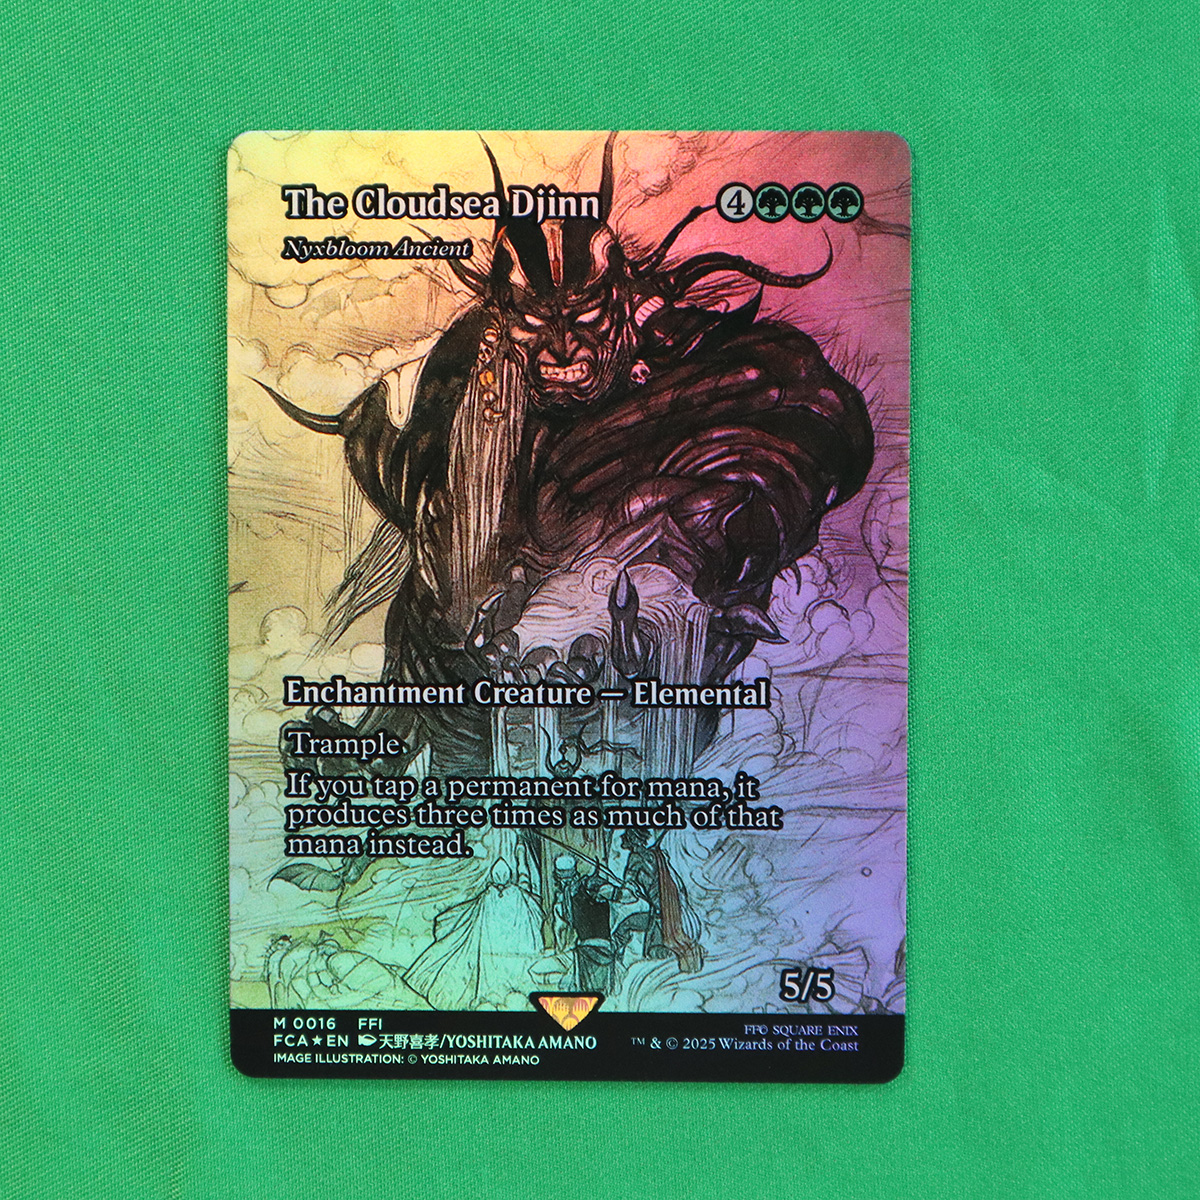 The Cloudsea Djinn 4
Nyxbloom Ancient
Enchantment Creature — Elemental
Trample
If you tap a permanent for mana, it
produces three times as much of that
mana instead.
5/5
M 0016 FFI
FCA★EN 天野喜孝/YOSHITAKA AMANO
IMAGE ILLUSTRATION: © YOSHITAKA AMANO
FFI © SQUARE ENIX
™ & © 2025 Wizards of the Coast